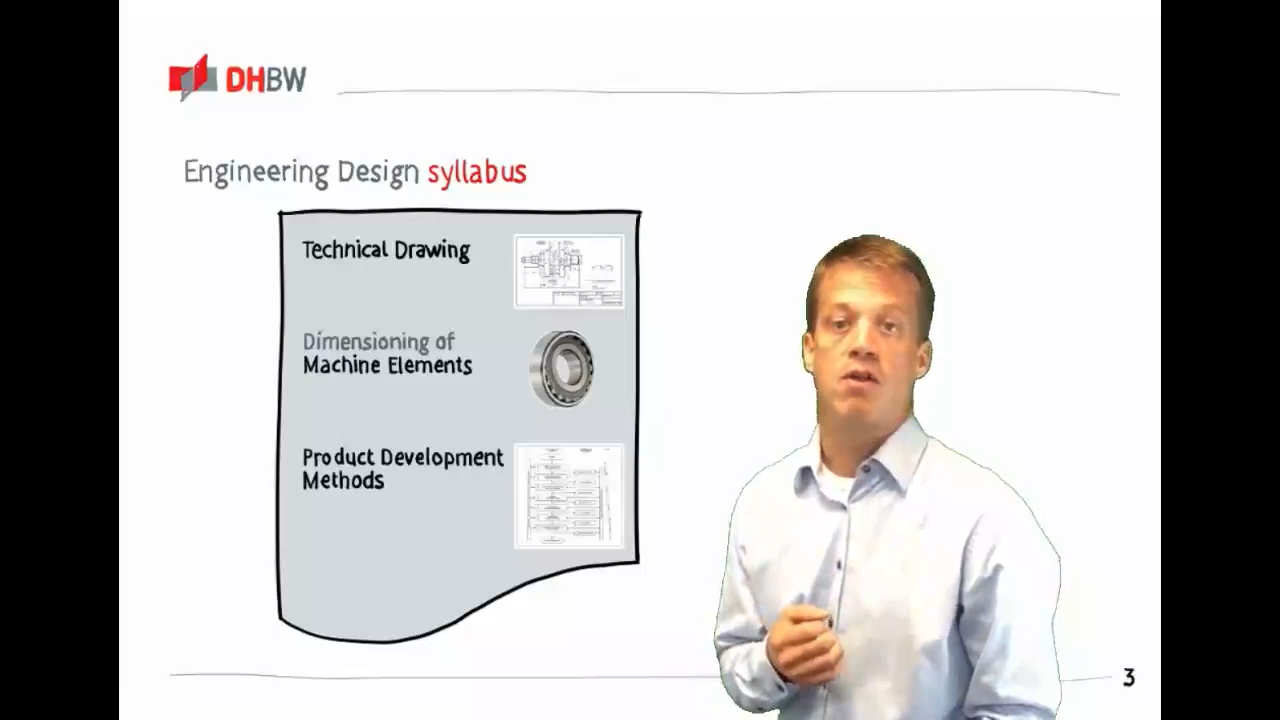 DHBW
Engineering Design syllabus
Technical Drawing
Dimensioning of
Machine Elements
Product Development
Methods
3